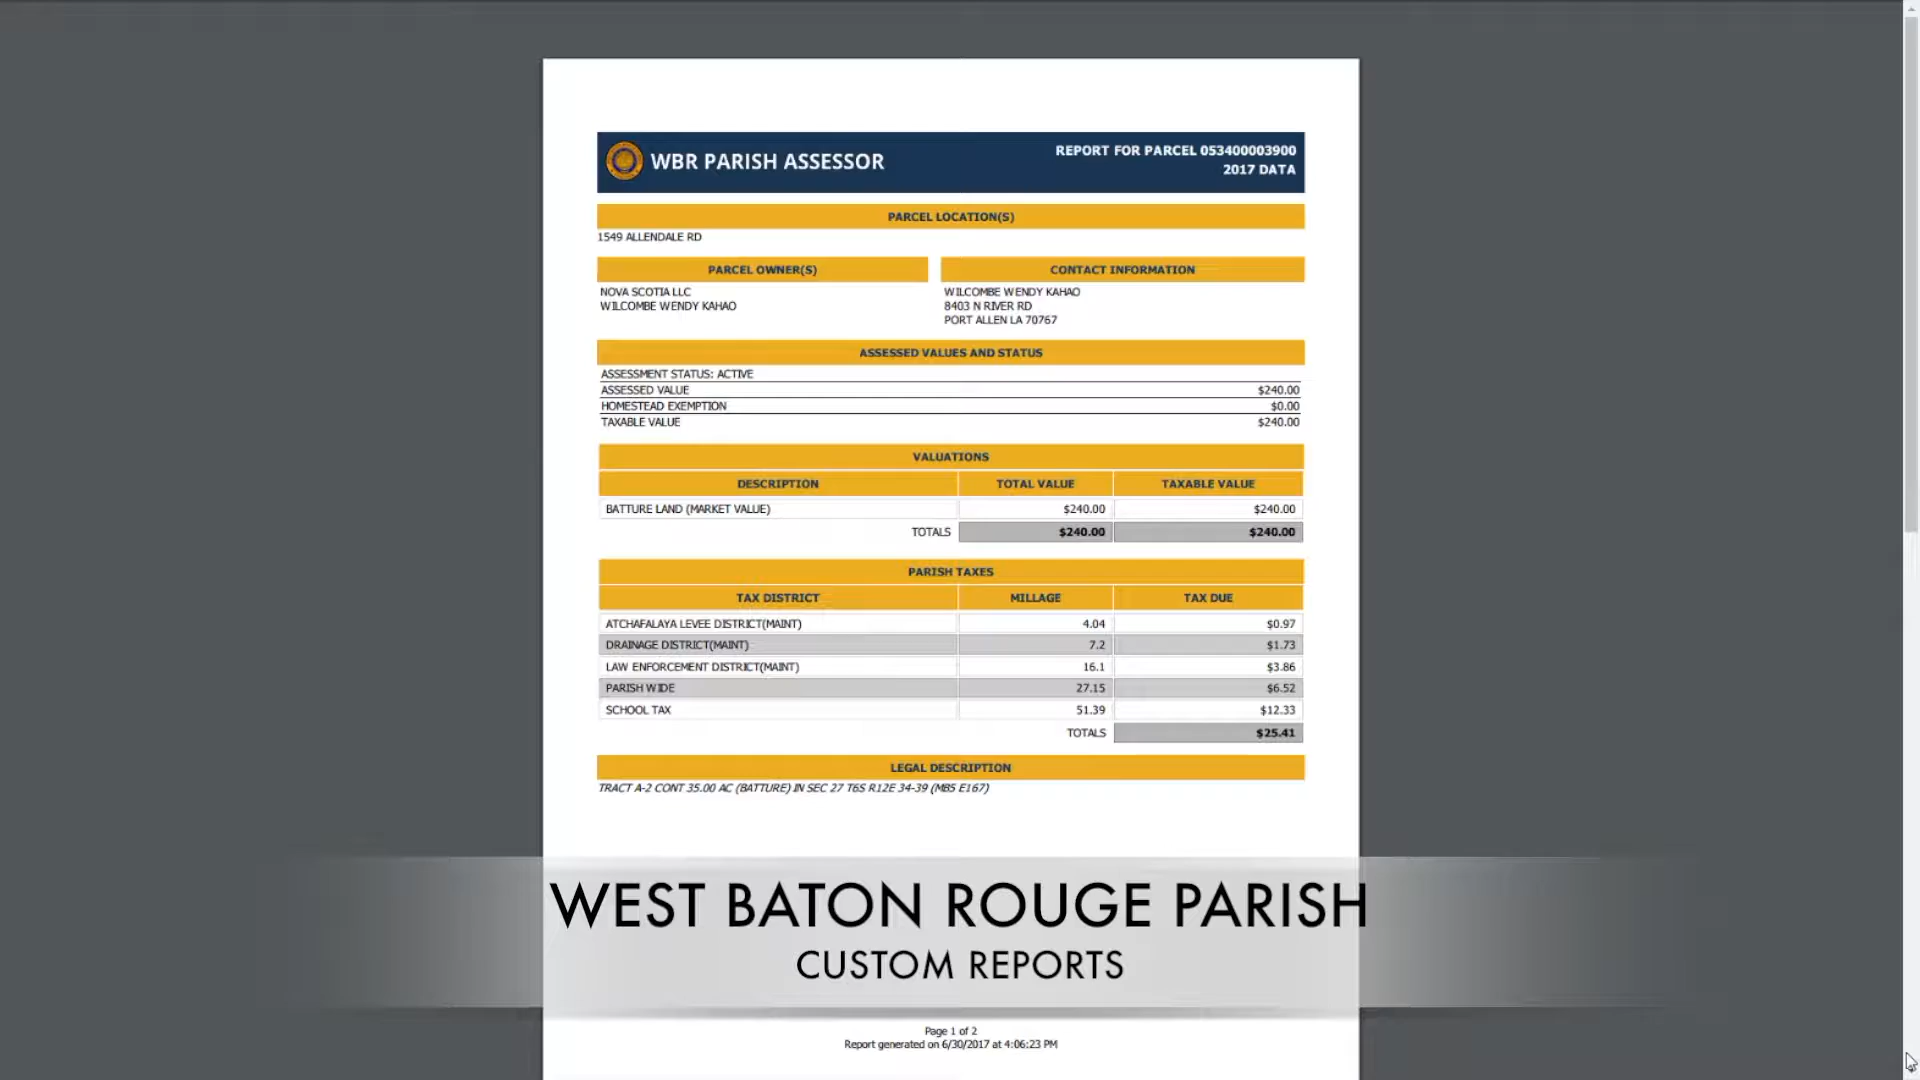 WBR PARISH ASSESSOR
REPORT FOR PARCEL 053400003900
2017 DATA
PARCEL LOCATION(S)
1549 ALLENDALE RD
PARCEL OWNER(S)
NOVA SCOTIA LLC
WILCOMBE WENDY KAHAO
CONTACT INFORMATION
WILCOMBE WENDY KAHAO
8403 N RIVER RD
PORT ALLEN LA 70767
ASSESSED VALUES AND STATUS
ASSESSMENT STATUS: ACTIVE
ASSESSED VALUE $240.00
HOMESTEAD EXEMPTION $0.00
TAXABLE VALUE $240.00
VALUATIONS
DESCRIPTION TOTAL VALUE TAXABLE VALUE
BATTURE LAND (MARKET VALUE) $240.00 $240.00
TOTALS $240.00 $240.00
PARISH TAXES
TAX DISTRICT MILLAGE TAX DUE
ATCHAFALAYA LEVEE DISTRICT(MAINT) 4.04 $0.97
DRAINAGE DISTRICT(MAINT) 7.2 $1.73
LAW ENFORCEMENT DISTRICT(MAINT) 16.1 $3.86
PARISH WIDE 27.15 $6.52
SCHOOL TAX 51.39 $12.33
TOTALS $25.41
LEGAL DESCRIPTION
TRACT A-2 CONT 35.00 AC (BATTURE) IN SEC 27 T6S R12E 34-39 (M85 E167)
WEST BATON ROUGE PARISH
CUSTOM REPORTS
Page 1 of 2
Report generated on 6/30/2017 at 4:06:23 PM